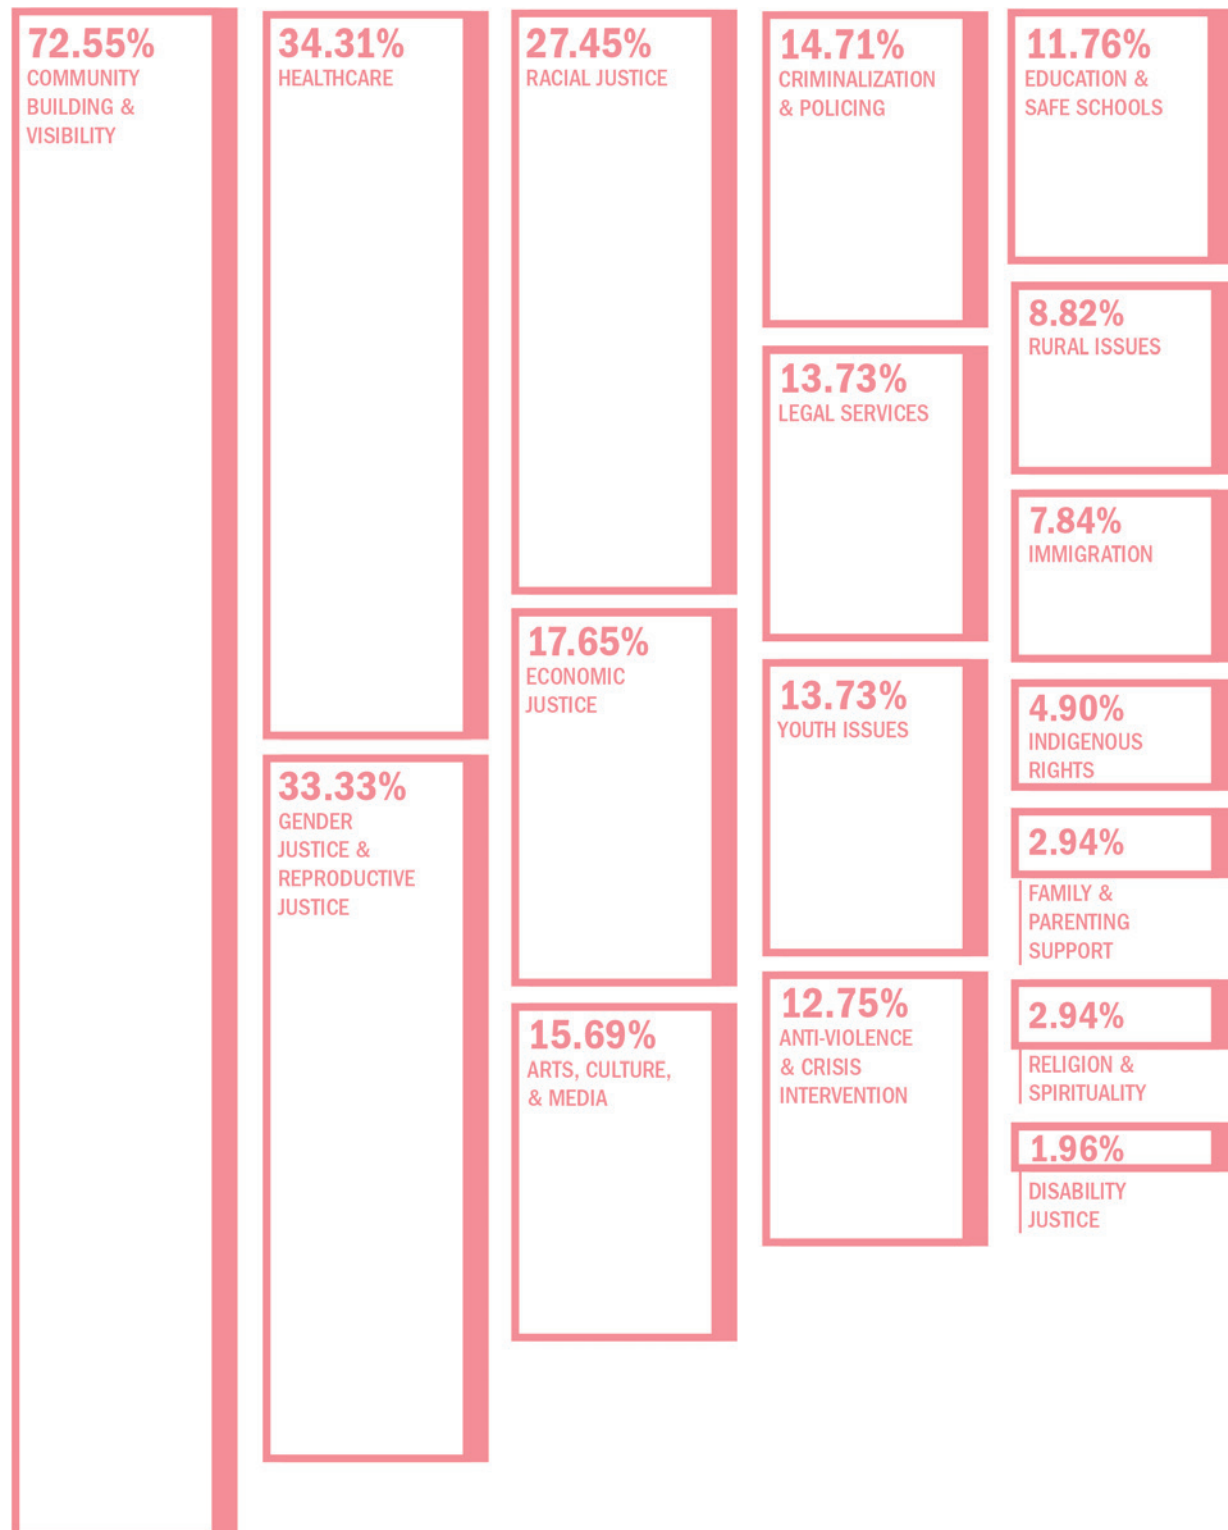 72.55%
COMMUNITY
BUILDING &
VISIBILITY
34.31%
HEALTHCARE
33.33%
GENDER
JUSTICE &
REPRODUCTIVE
JUSTICE
27.45%
RACIAL JUSTICE
17.65%
ECONOMIC
JUSTICE
15.69%
ARTS, CULTURE,
& MEDIA
14.71%
CRIMINALIZATION
& POLICING
13.73%
LEGAL SERVICES
13.73%
YOUTH ISSUES
12.75%
ANTI-VIOLENCE
& CRISIS
INTERVENTION
11.76%
EDUCATION &
SAFE SCHOOLS
8.82%
RURAL ISSUES
7.84%
IMMIGRATION
4.90%
INDIGENOUS
RIGHTS
2.94%
FAMILY &
PARENTING
SUPPORT
2.94%
RELIGION &
SPIRITUALITY
1.96%
DISABILITY
JUSTICE